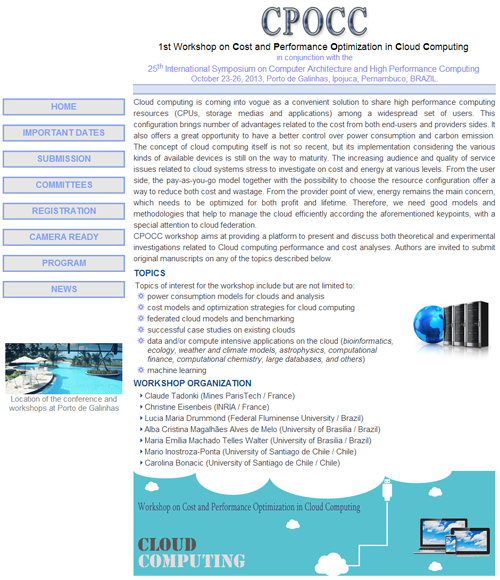 CPOCC
1st Workshop on Cost and Performance Optimization in Cloud Computing
in conjunction with the
25th International Symposium on Computer Architecture and High Performance Computing
October 23-26, 2013, Porto de Galinhas, Ipojuca, Pernambuco, BRAZIL.
HOME
IMPORTANT DATES
SUBMISSION
COMMITTEES
REGISTRATION
CAMERA READY
PROGRAM
NEWS
Location of the conference and
workshops at Porto de Galinhas
Cloud computing is coming into vogue as a convenient solution to share high performance computing
resources (CPUs, storage medias and applications) among a widespread set of users. This
configuration brings number of advantages related to the cost from both end-users and providers sides. It
also offers a great opportunity to have a better control over power consumption and carbon emission.
The concept of cloud computing itself is not so recent, but its implementation considering the various
kinds of available devices is still on the way to maturity. The increasing audience and quality of service
issues related to cloud systems stress to investigate on cost and energy at various levels. From the user
side, the pay-as-you-go model together with the possibility to choose the resource configuration offer a
way to reduce both cost and wastage. From the provider point of view, energy remains the main concern,
which needs to be optimized for both profit and lifetime. Therefore, we need good models and
methodologies that help to manage the cloud efficiently according the aforementioned keypoints, with a
special attention to cloud federation.
CPOCC workshop aims at providing a platform to present and discuss both theoretical and experimental
investigations related to Cloud computing performance and cost analyses. Authors are invited to submit
original manuscripts on any of the topics described below.
TOPICS
Topics of interest for the workshop include but are not limited to:
power consumption models for clouds and analysis
cost models and optimization strategies for cloud computing
federated cloud models and benchmarking
successful case studies on existing clouds
data and/or compute intensive applications on the cloud (bioinformatics,
ecology, weather and climate models, astrophysics, computational
finance, computational chemistry, large databases, and others)
machine learning
WORKSHOP ORGANIZATION
Claude Tadonki (Mines ParisTech / France)
Christine Eisenbeis (INRIA / France)
Lucia Maria Drummond (Federal Fluminense University / Brazil)
Alba Cristina Magalhães Alves de Melo (University of Brasilia / Brazil)
Maria Emilia Machado Telles Walter (University of Brasilia / Brazil)
Mario Inostroza-Ponta (University of Santiago de Chile / Chile)
Carolina Bonacic (University of Santiago de Chile / Chile)
Workshop on Cost and Performance Optimization in Cloud Computing
CLOUD
COMPUTING